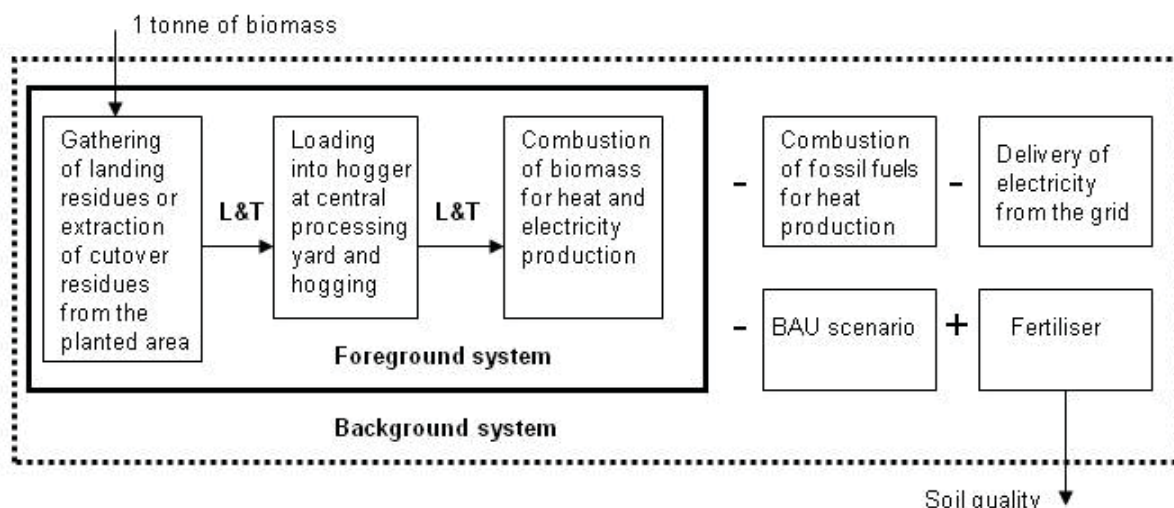 1 tonne of biomass
Gathering
of landing
residues or
extraction
of cutover
residues
from the
planted area
L&T
Loading
into hogger
at central
processing
yard and
hogging
L&T
Combustion
of biomass
for heat and
electricity
production
-
Combustion
of fossil fuels
for heat
production
-
Delivery of
electricity
from the grid
-
BAU scenario
+
Fertiliser
Foreground system
Background system
Soil quality